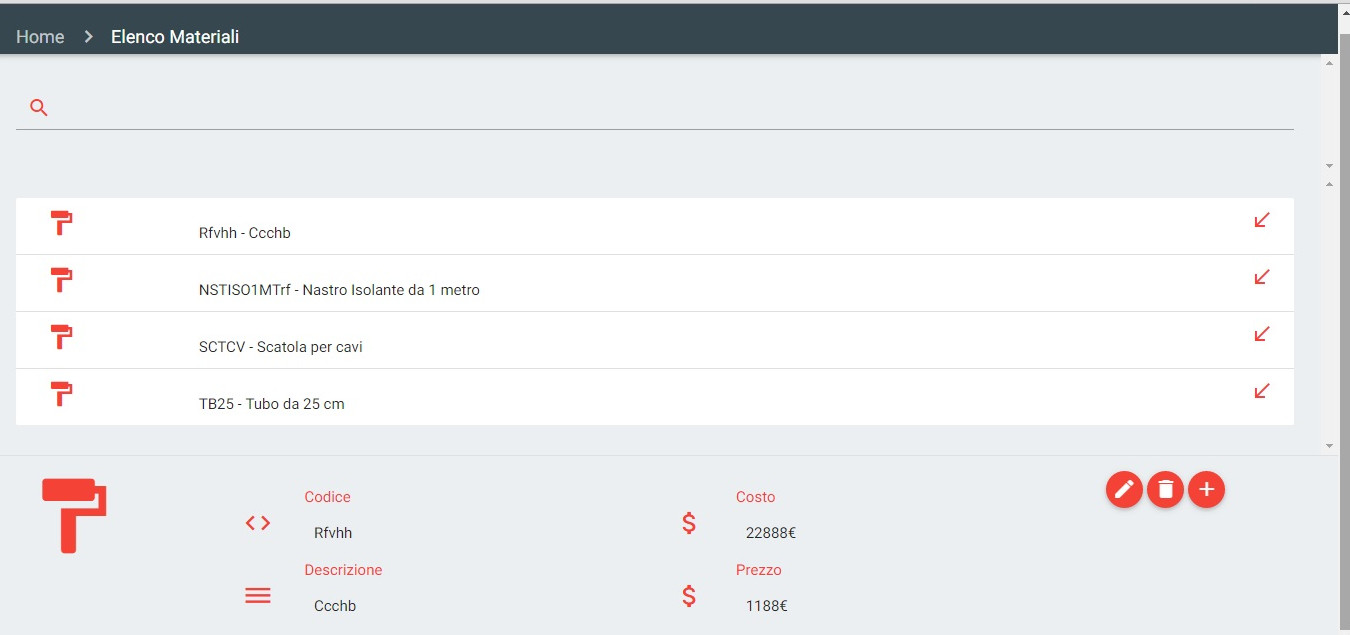 Home > Elenco Materiali
Rfvhh - Ccchb
NSTISO1MTrf - Nastro Isolante da 1 metro
SCTCV - Scatola per cavi
TB25 - Tubo da 25 cm
Codice
Rfvhh
Costo
22888€
Descrizione
Ccchb
Prezzo
1188€